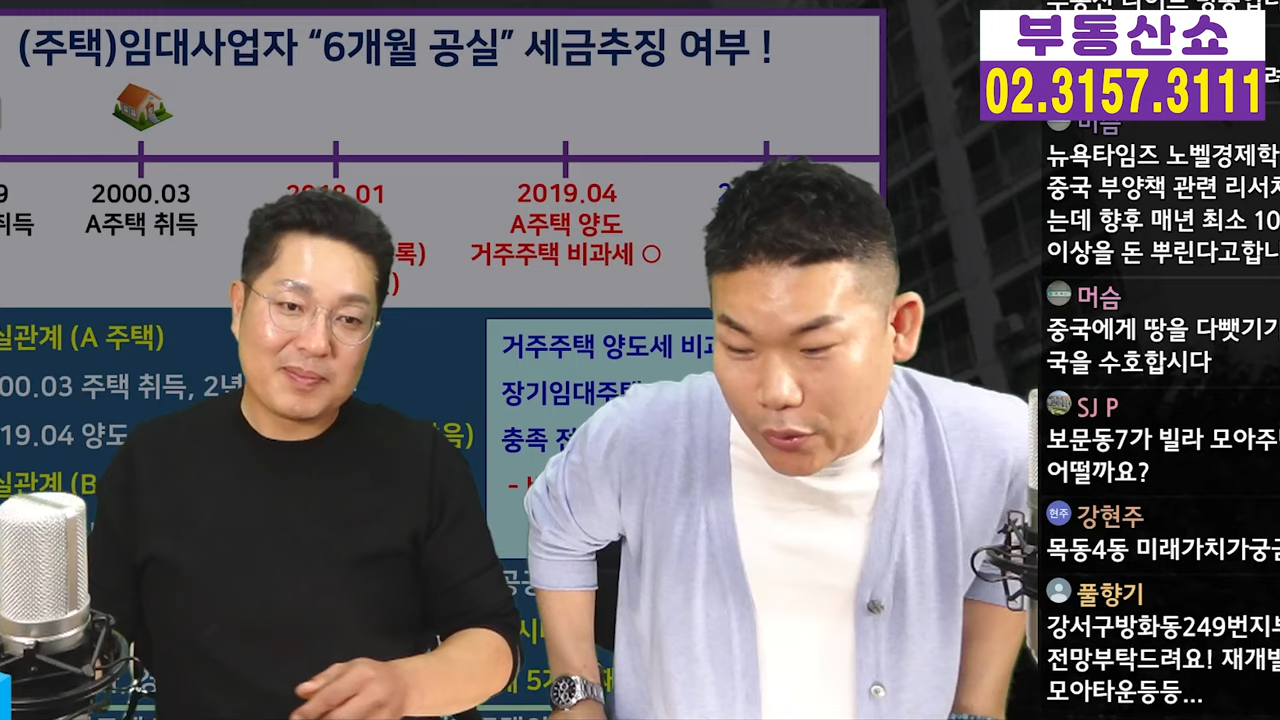 (주택)임대사업자 “6개월 공실” 세금추징 여부 !
2000.03
A주택 취득
취득
2019.04
A주택 양도
거주주택 비과세 ○
실관계 (A 주택)
00.03 주택 취득,
19.04 양도
실관계 (B
거주주택 양도세
장기임대주택
충족
부동산쇼
02.3157.3111
머슴
뉴욕타임즈 노벨경제학
중국 부양책 관련 리서치
는데 향후 매년 최소 10
이상을 돈 뿌린다고합니
머슴
중국에게 땅을 다뺏기기
국을 수호합시다
SJ P
보문동7가 빌라 모아주
어떨까요?
현주 강현주
목동4동 미래가치가궁금
풀향기
강서구방화동249번지부
전망부탁드려요! 재개발
모아타운등등...